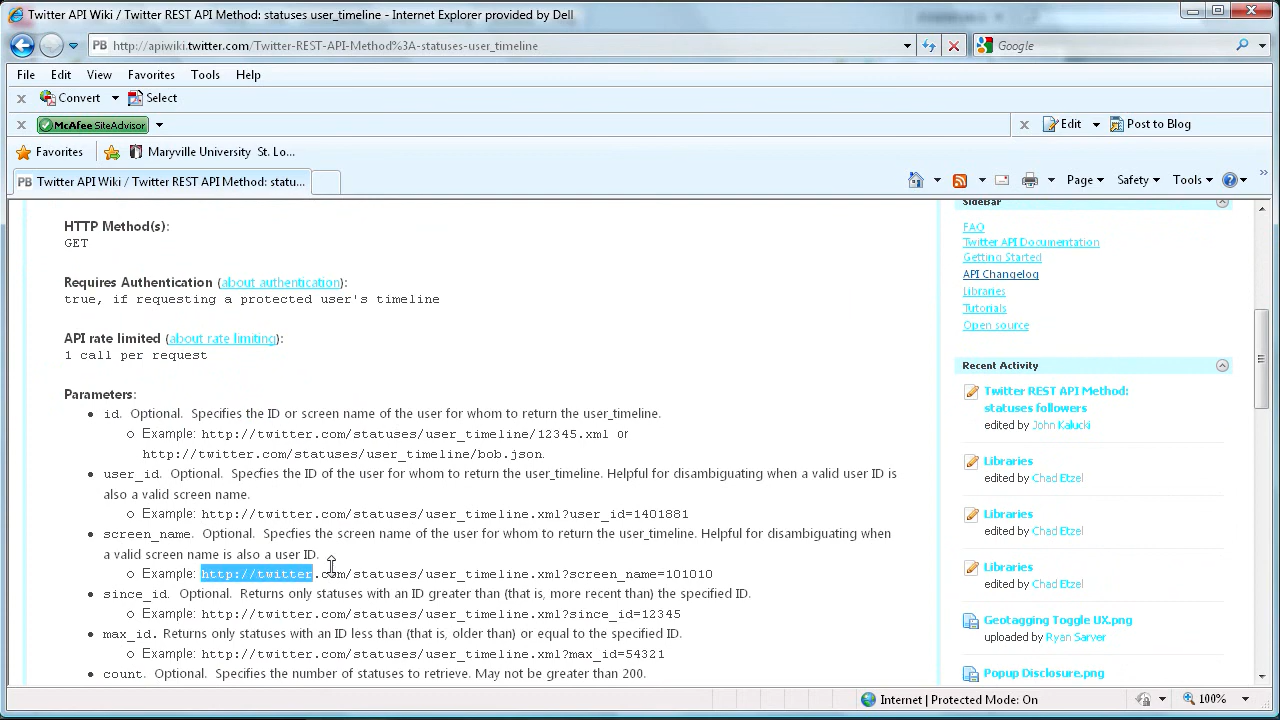 Twitter API Wiki / Twitter REST API Method: statuses user_timeline - Internet Explorer provided by Dell
http://apiwiki.twitter.com/Twitter-REST-API-Method%3A-statuses-user_timeline
Google
File Edit View Favorites Tools Help
Convert Select
McAfee SiteAdvisor
Edit Post to Blog
Favorites Maryville University St. Lo...
PB Twitter API Wiki / Twitter REST API Method: statu...
Page Safety Tools
HTTP Method(s):
GET
Requires Authentication (about authentication):
true, if requesting a protected user's timeline
API rate limited (about rate limiting):
1 call per request
Parameters:
id. Optional. Specifies the ID or screen name of the user for whom to return the user_timeline.
Example: http://twitter.com/statuses/user_timeline/12345.xml or
http://twitter.com/statuses/user_timeline/bob.json
user_id. Optional. Specfies the ID of the user for whom to return the user_timeline. Helpful for disambiguating when a valid user ID is
also a valid screen name.
Example: http://twitter.com/statuses/user_timeline.xml?user_id=1401881
screen_name. Optional. Specfies the screen name of the user for whom to return the user_timeline. Helpful for disambiguating when
a valid screen name is also a user ID.
Example: http://twitter.com/statuses/user_timeline.xml?screen_name=101010
since_id. Optional. Returns only statuses with an ID greater than (that is, more recent than) the specified ID.
Example: http://twitter.com/statuses/user_timeline.xml?since_id=12345
max_id. Returns only statuses with an ID less than (that is, older than) or equal to the specified ID.
Example: http://twitter.com/statuses/user_timeline.xml?max_id=54321
count. Optional. Specifies the number of statuses to retrieve. May not be greater than 200.
SideBar
FAQ
Twitter API Documentation
Getting Started
API Changelog
Libraries
Tutorials
Open source
Recent Activity
Twitter REST API Method:
statuses followers
edited by John Kalucki
Libraries
edited by Chad Etzel
Libraries
edited by Chad Etzel
Libraries
edited by Chad Etzel
Geotagging Toggle UX.png
uploaded by Ryan Sarver
Popup Disclosure.png
Internet | Protected Mode: On
100%